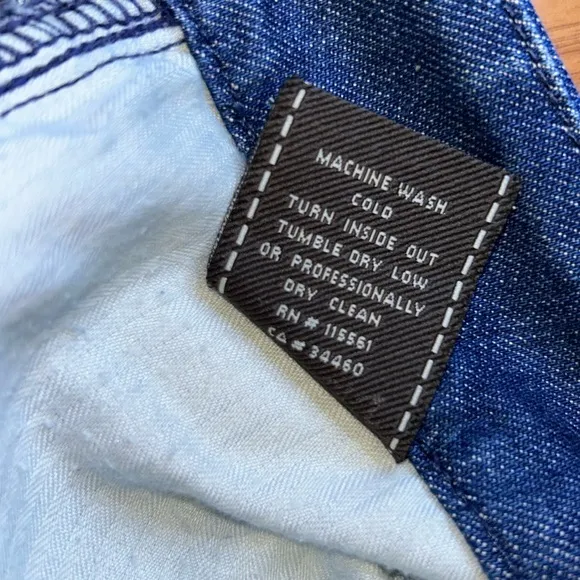 MACHINE WASH
COLD
TURN INSIDE OUT
TUMBLE DRY LOW
OR PROFESSIONALLY
DRY CLEAN
RN # 115561
CA # 34460